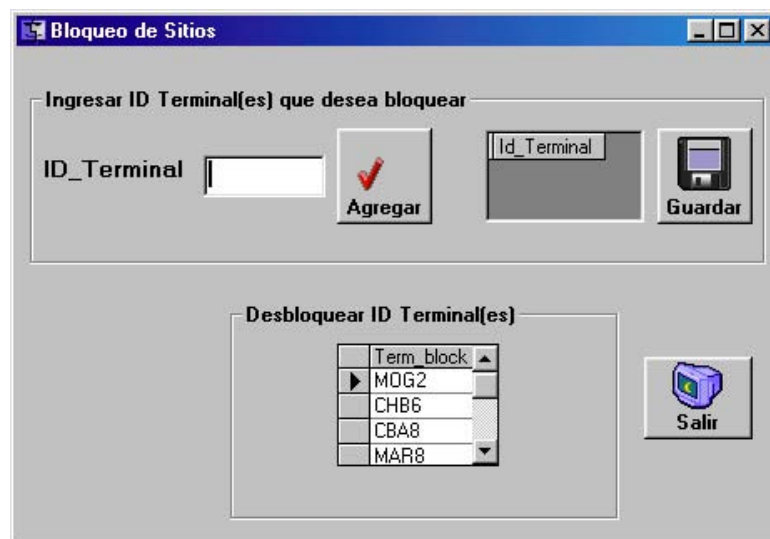 Bloqueo de Sitios
Ingresar ID Terminal(es) que desea bloquear
ID_Terminal
Agregar
Id_Terminal
Guardar
Desbloquear ID Terminal(es)
Term_block
MOG2
CHB6
CBA8
MAR8
Salir